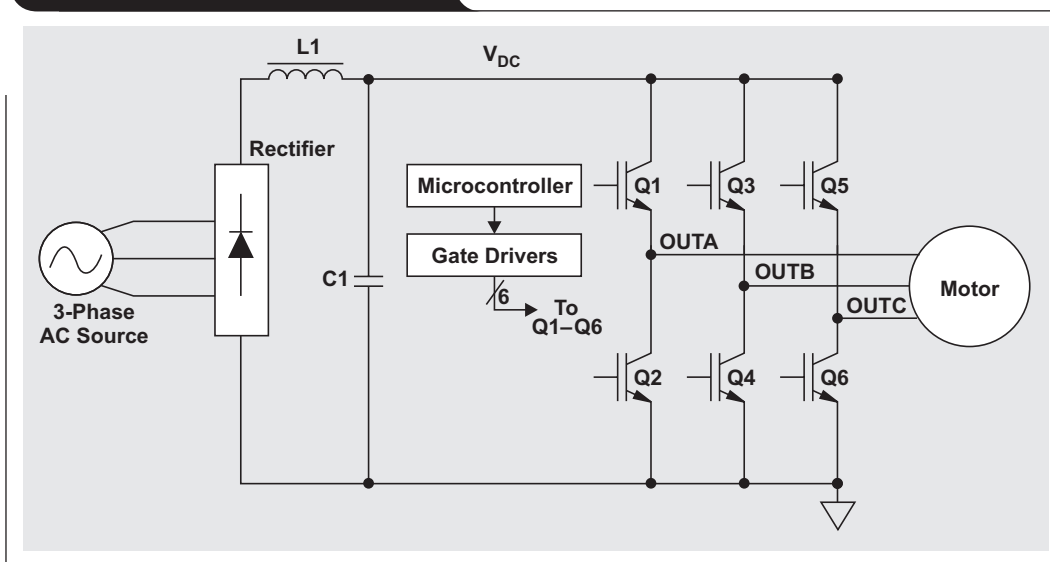 L1
V_DC
Rectifier
Microcontroller
Q1
Q3
Q5
Gate Drivers
OUTA
OUTB
C1
6
Motor
OUTC
To
Q1–Q6
3-Phase
AC Source
Q2
Q4
Q6